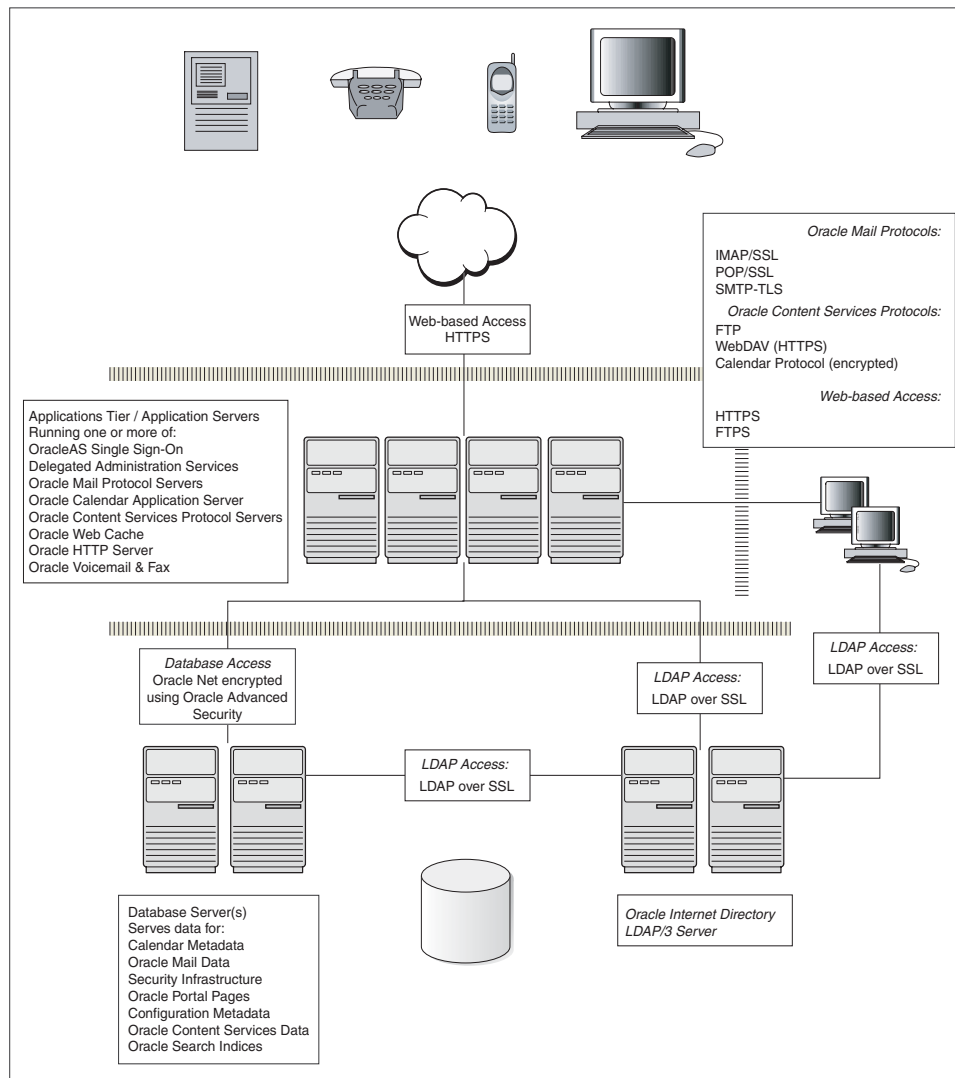 Oracle Mail Protocols:
IMAP/SSL
POP/SSL
SMTP-TLS
Oracle Content Services Protocols:
FTP
WebDAV (HTTPS)
Calendar Protocol (encrypted)
Web-based Access:
HTTPS
FTPS
Web-based Access
HTTPS
Applications Tier / Application Servers
Running one or more of:
OracleAS Single Sign-On
Delegated Administration Services
Oracle Mail Protocol Servers
Oracle Calendar Application Server
Oracle Content Services Protocol Servers
Oracle Web Cache
Oracle HTTP Server
Oracle Voicemail & Fax
Database Access
Oracle Net encrypted
using Oracle Advanced
Security
LDAP Access:
LDAP over SSL
LDAP Access:
LDAP over SSL
LDAP Access:
LDAP over SSL
Database Server(s)
Serves data for:
Calendar Metadata
Oracle Mail Data
Security Infrastructure
Oracle Portal Pages
Configuration Metadata
Oracle Content Services Data
Oracle Search Indices
Oracle Internet Directory
LDAP/3 Server